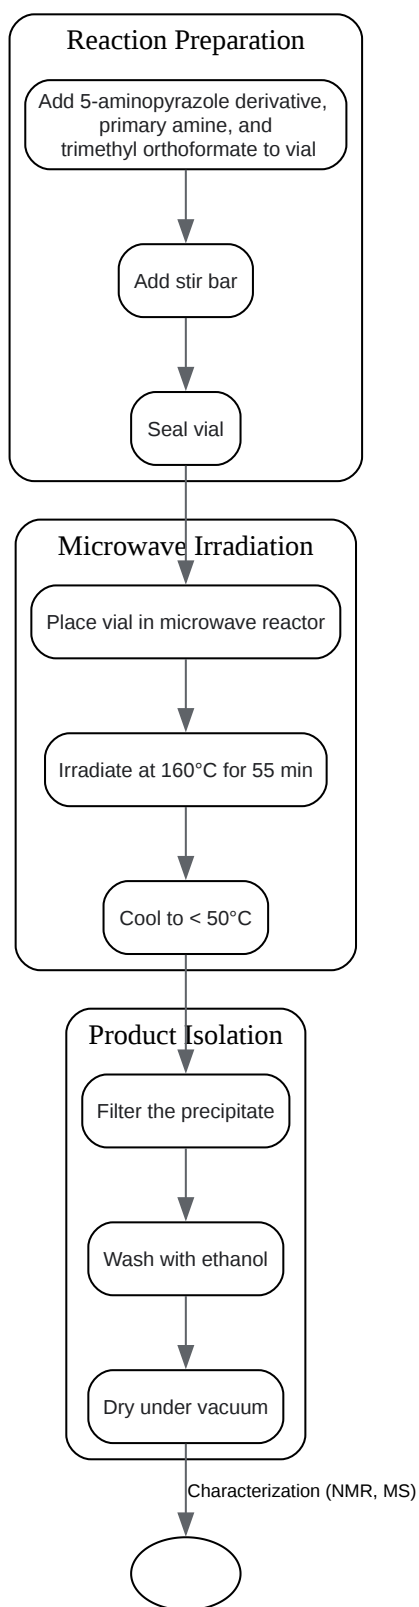 Reaction Preparation
Add 5-aminopyrazole derivative,
primary amine, and
trimethyl orthoformate to vial
Add stir bar
Seal vial
Microwave Irradiation
Place vial in microwave reactor
Irradiate at 160°C for 55 min
Cool to < 50°C
Product Isolation
Filter the precipitate
Wash with ethanol
Dry under vacuum
Characterization (NMR, MS)